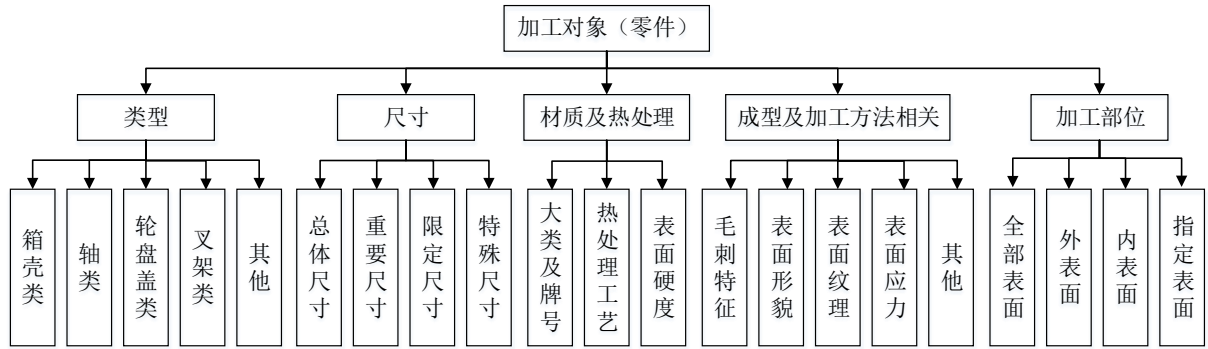 加工对象（零件）
类型
尺寸
材质及热处理
成型及加工方法相关
加工部位
箱壳类
轴类
轮盘盖类
叉架类
其他
总体尺寸
重要尺寸
限定尺寸
特殊尺寸
大类及牌号
热处理工艺
表面硬度
毛刺特征
表面形貌
表面纹理
表面应力
其他
全部表面
外表面
内表面
指定表面